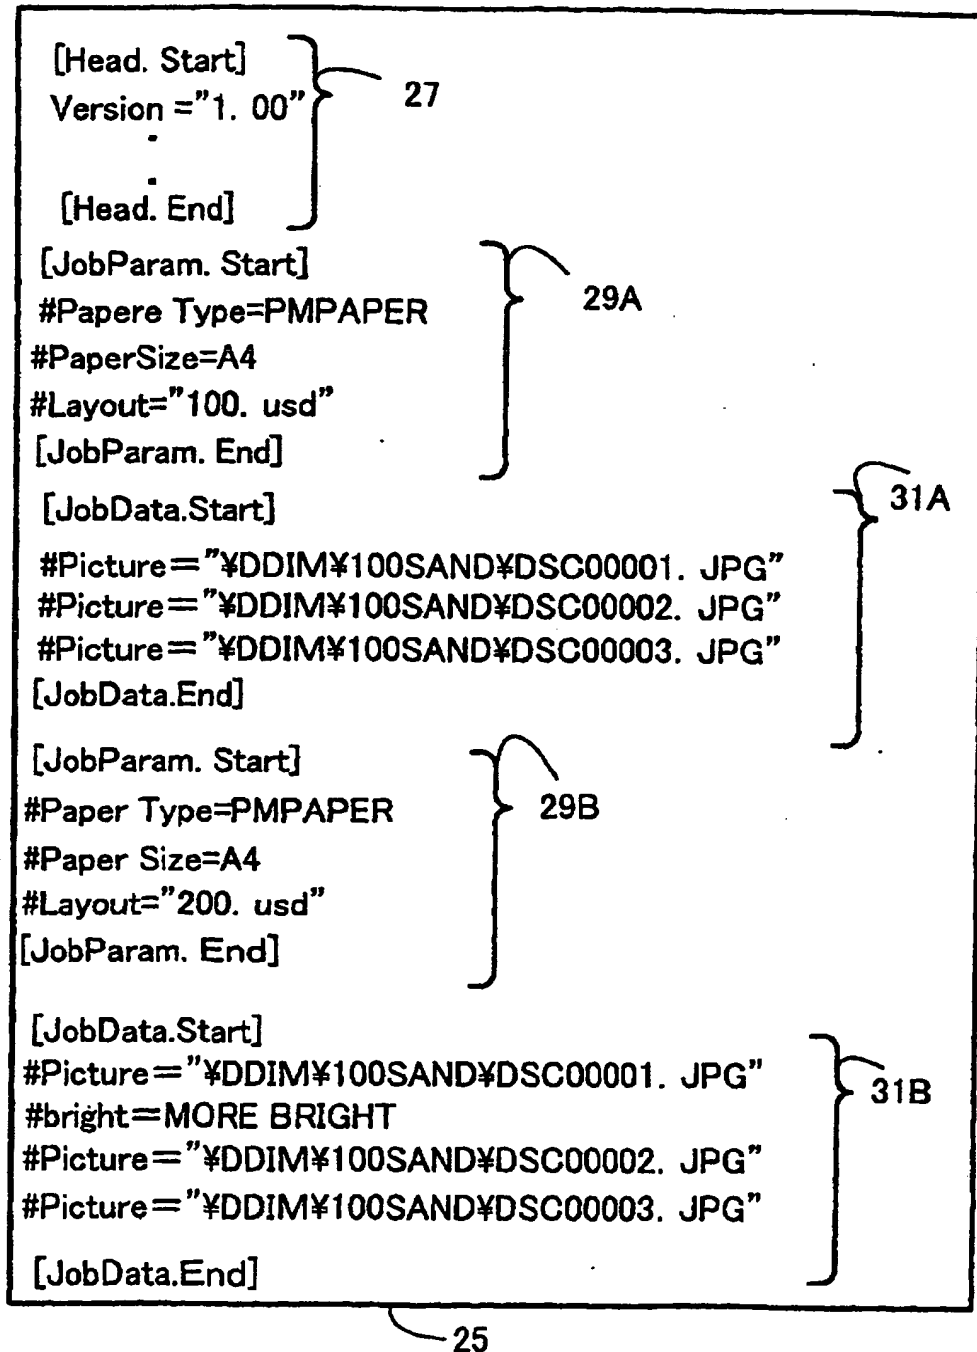 [Head. Start]
Version ="1. 00"
27
[Head. End]
[JobParam. Start]
#Papere Type=PMPAPER
29A
#PaperSize=A4
#Layout="100. usd"
[JobParam. End]
31A
[JobData.Start]
#Picture="¥DDIM¥100SAND¥DSC00001. JPG"
#Picture="¥DDIM¥100SAND¥DSC00002. JPG"
#Picture="¥DDIM¥100SAND¥DSC00003. JPG"
[JobData.End]
[JobParam. Start]
#Paper Type=PMPAPER
29B
#Paper Size=A4
#Layout="200. usd"
[JobParam. End]
[JobData.Start]
#Picture="¥DDIM¥100SAND¥DSC00001. JPG"
31B
#bright=MORE BRIGHT
#Picture="¥DDIM¥100SAND¥DSC00002. JPG"
#Picture="¥DDIM¥100SAND¥DSC00003. JPG"
[JobData.End]
25